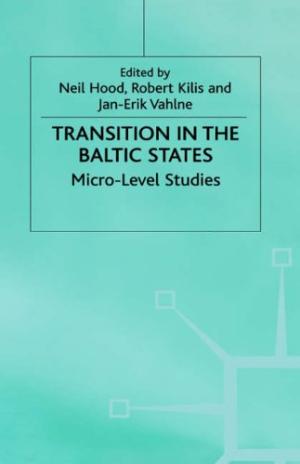 Edited by
Neil Hood, Robert Kilis and
Jan-Erik Vahlne
TRANSITION IN THE
BALTIC STATES
Micro-Level Studies